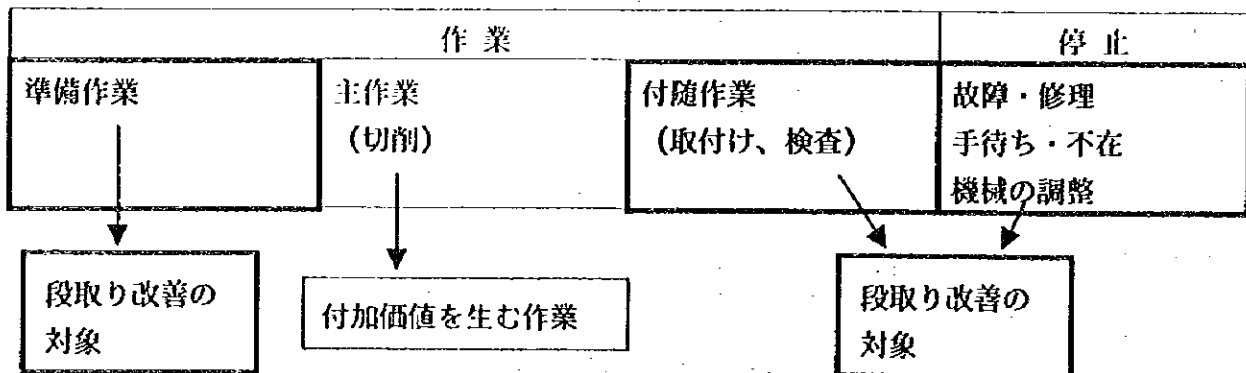 作業
停止
準備作業
主作業
(切削)
付随作業
(取付け、検査)
故障・修理
手待ち・不在
機械の調整
段取り改善の
対象
付加価値を生む作業
段取り改善の
対象